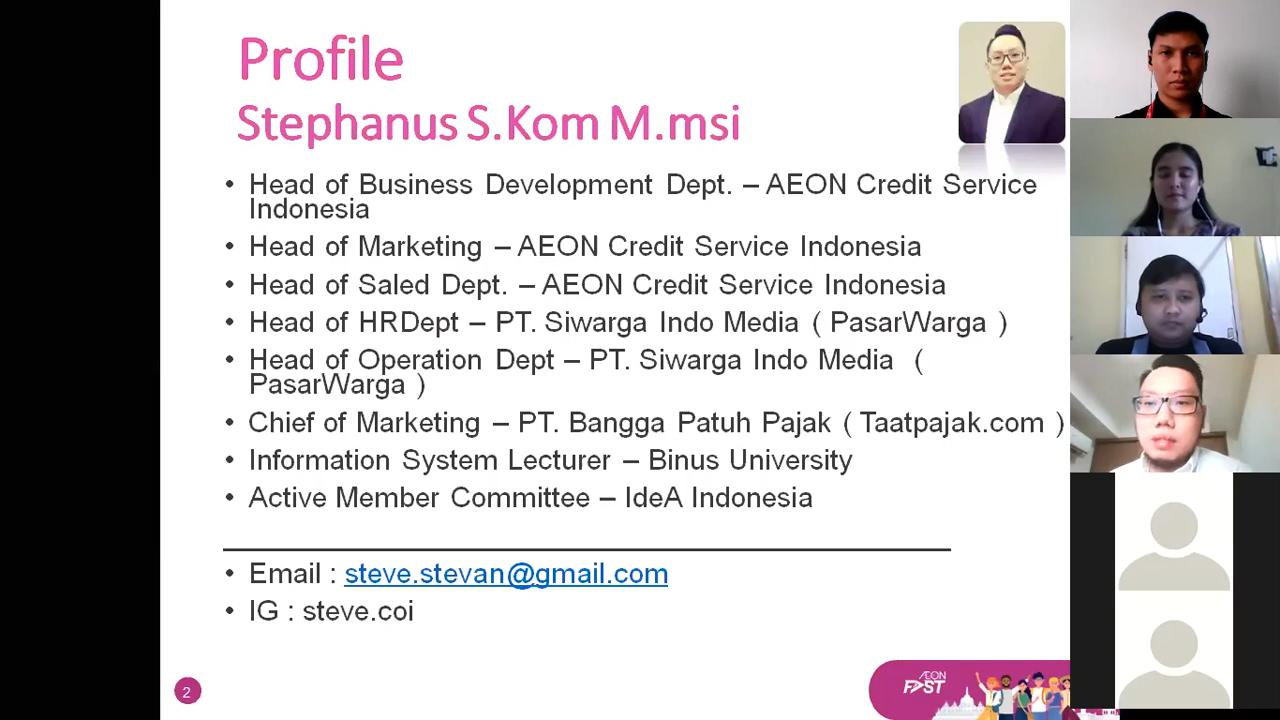 Profile
Stephanus S.Kom M.msi
• Head of Business Development Dept. – AEON Credit Service
Indonesia
• Head of Marketing – AEON Credit Service Indonesia
• Head of Saled Dept. – AEON Credit Service Indonesia
• Head of HRDept – PT. Siwarga Indo Media ( PasarWarga )
• Head of Operation Dept – PT. Siwarga Indo Media (
PasarWarga )
• Chief of Marketing – PT. Bangga Patuh Pajak ( Taatpajak.com )
• Information System Lecturer – Binus University
• Active Member Committee – IdeA Indonesia
• Email : steve.stevan@gmail.com
• IG : steve.coi
2
AEON
FAST